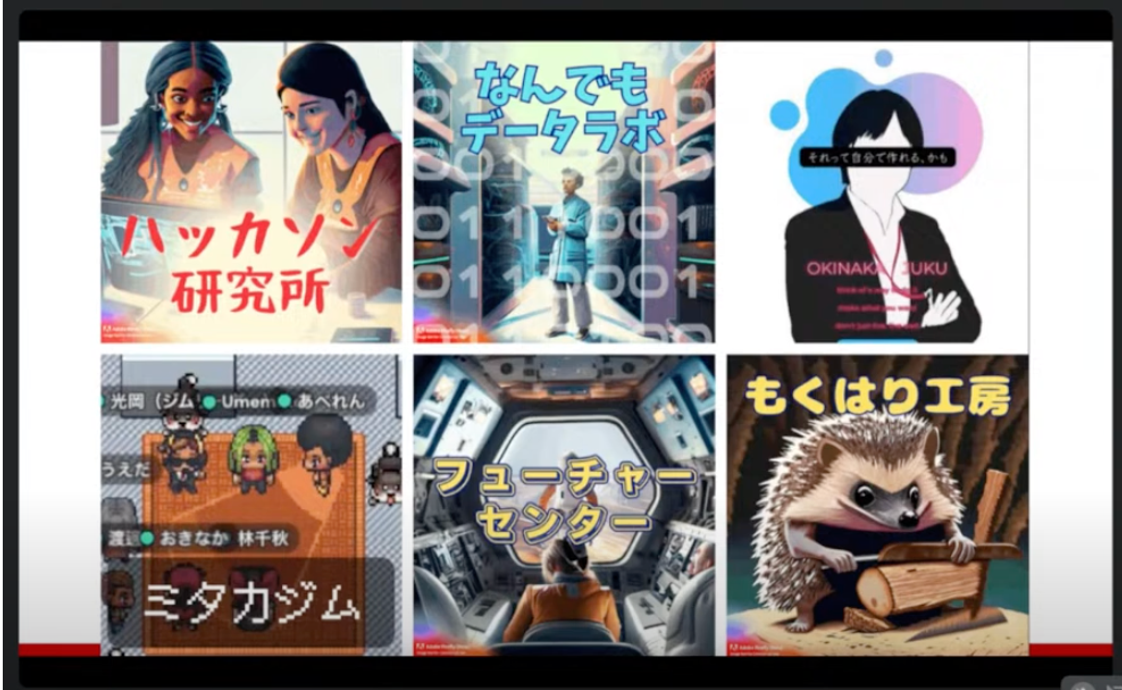 ハッカソン
研究所
なんでも
データラボ
それって自分で作れる、かも
OKINAKA JUKU
光岡（ジム
Umem
あべれん
うえだ
おきなか 林千秋
ミタカジム
フューチャー
センター
もくはり工房